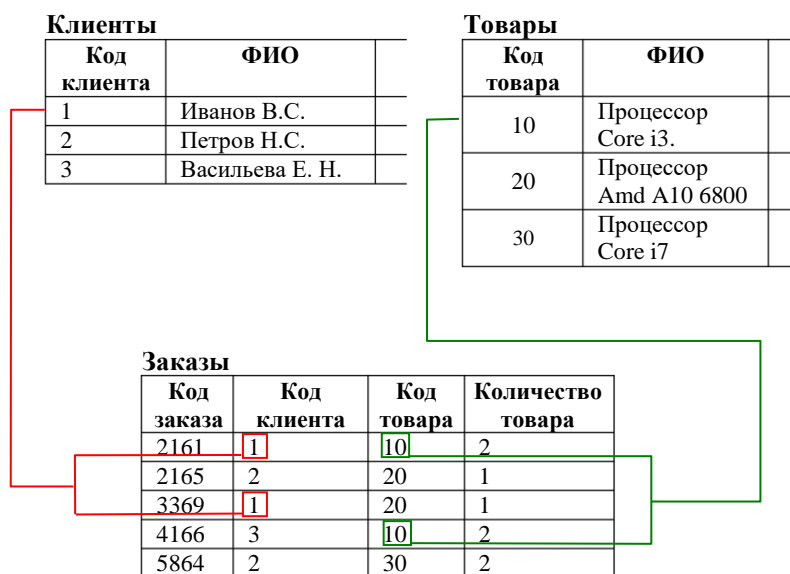 Клиенты
Код клиента ФИО
1 Иванов В.С.
2 Петров Н.С.
3 Васильева Е. Н.
Товары
Код товара ФИО
10 Процессор Core i3.
20 Процессор Amd A10 6800
30 Процессор Core i7
Заказы
Код заказа Код клиента Код товара Количество товара
2161 1 10 2
2165 2 20 1
3369 1 20 1
4166 3 10 2
5864 2 30 2